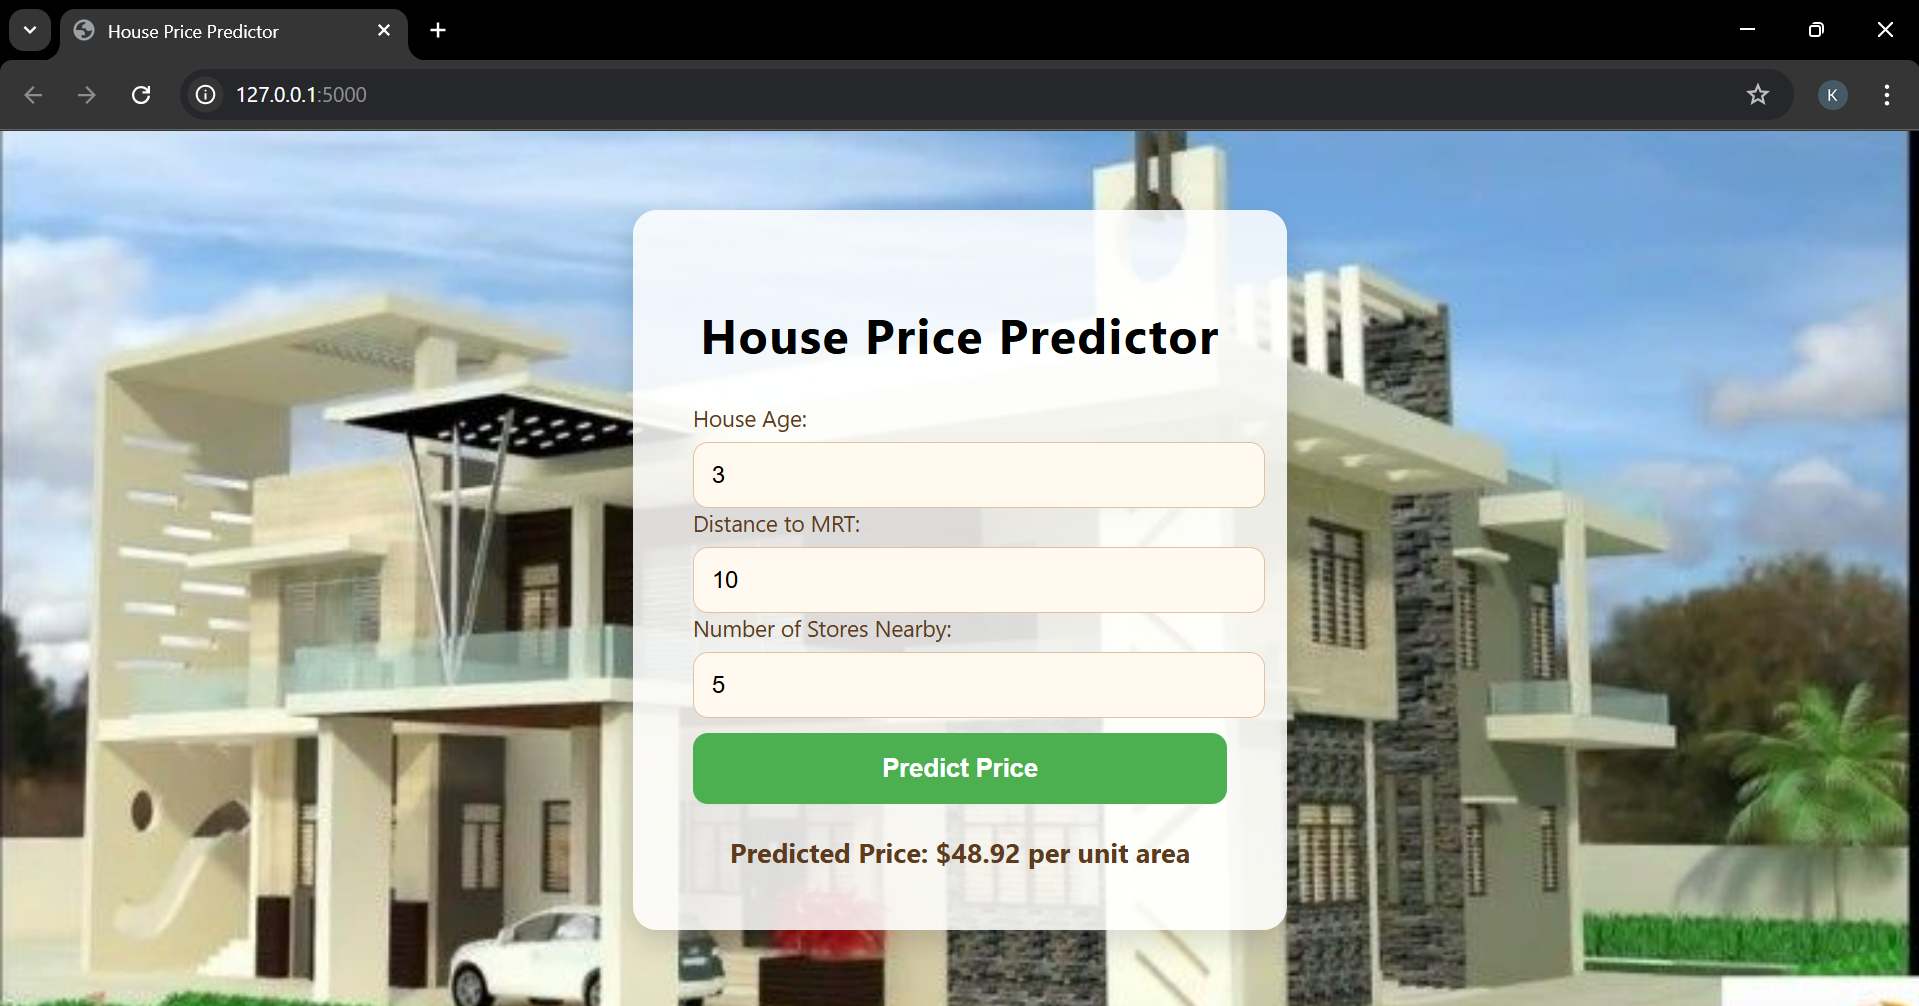 House Price Predictor
127.0.0.1:5000
K
House Price Predictor
House Age:
3
Distance to MRT:
10
Number of Stores Nearby:
5
Predict Price
Predicted Price: $48.92 per unit area